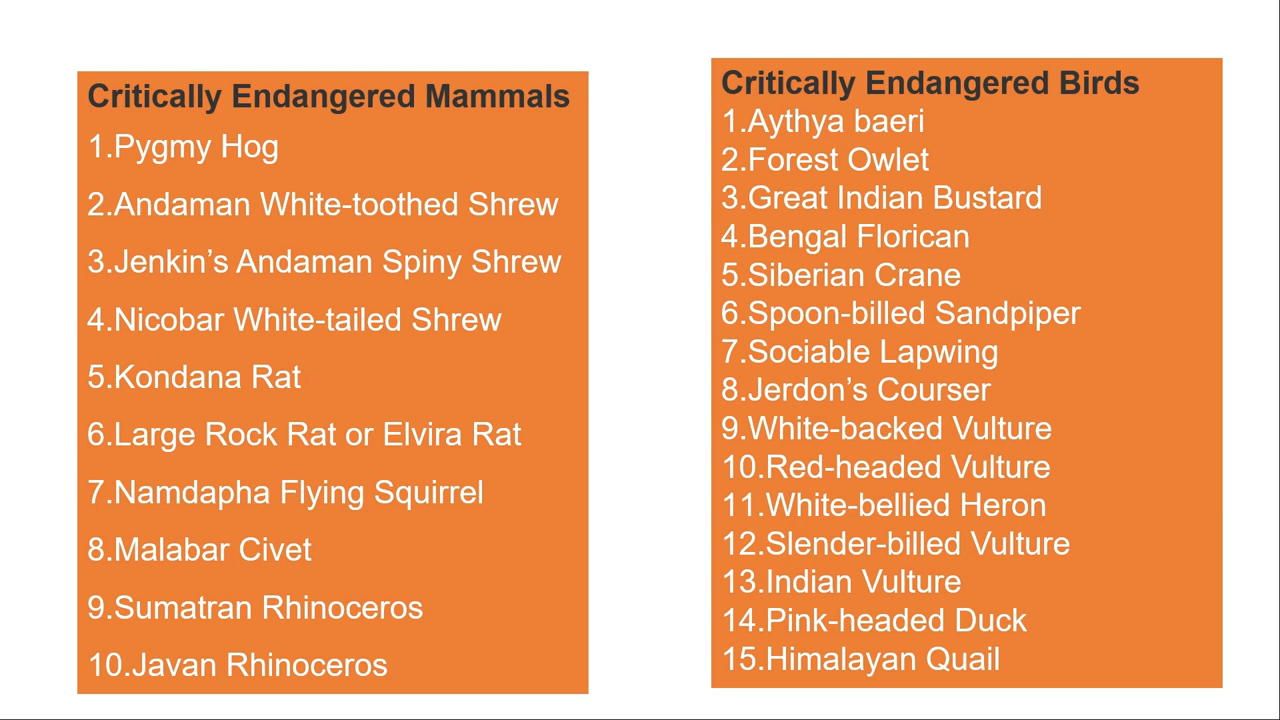 Critically Endangered Mammals
1.Pygmy Hog
2.Andaman White-toothed Shrew
3.Jenkin’s Andaman Spiny Shrew
4.Nicobar White-tailed Shrew
5.Kondana Rat
6.Large Rock Rat or Elvira Rat
7.Namdapha Flying Squirrel
8.Malabar Civet
9.Sumatran Rhinoceros
10.Javan Rhinoceros
Critically Endangered Birds
1.Aythya baeri
2.Forest Owlet
3.Great Indian Bustard
4.Bengal Florican
5.Siberian Crane
6.Spoon-billed Sandpiper
7.Sociable Lapwing
8.Jerdon’s Courser
9.White-backed Vulture
10.Red-headed Vulture
11.White-bellied Heron
12.Slender-billed Vulture
13.Indian Vulture
14.Pink-headed Duck
15.Himalayan Quail